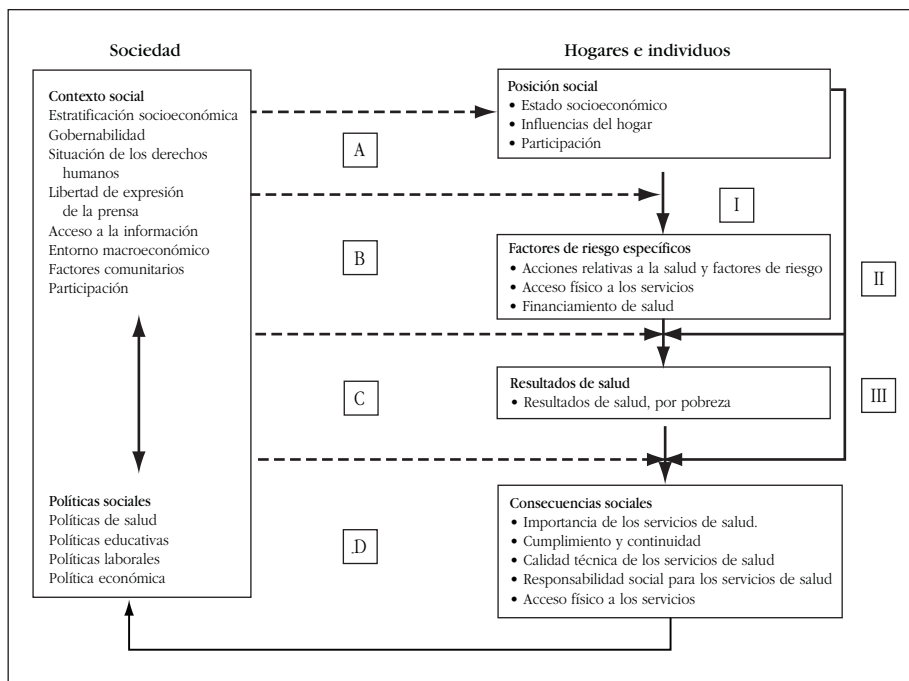 Sociedad
Hogares e individuos
Contexto social
Estratificación socioeconómica
Gobernabilidad
Situación de los derechos
humanos
Libertad de expresión
de la prensa
Acceso a la información
Entorno macroeconómico
Factores comunitarios
Participación
Políticas sociales
Políticas de salud
Políticas educativas
Políticas laborales
Política económica
A
B
C
.D
Posición social
• Estado socioeconómico
• Influencias del hogar
• Participación
I
Factores de riesgo específicos
• Acciones relativas a la salud y factores de riesgo
• Acceso físico a los servicios
• Financiamiento de salud
II
Resultados de salud
• Resultados de salud, por pobreza
III
Consecuencias sociales
• Importancia de los servicios de salud.
• Cumplimiento y continuidad
• Calidad técnica de los servicios de salud
• Responsabilidad social para los servicios de salud
• Acceso físico a los servicios